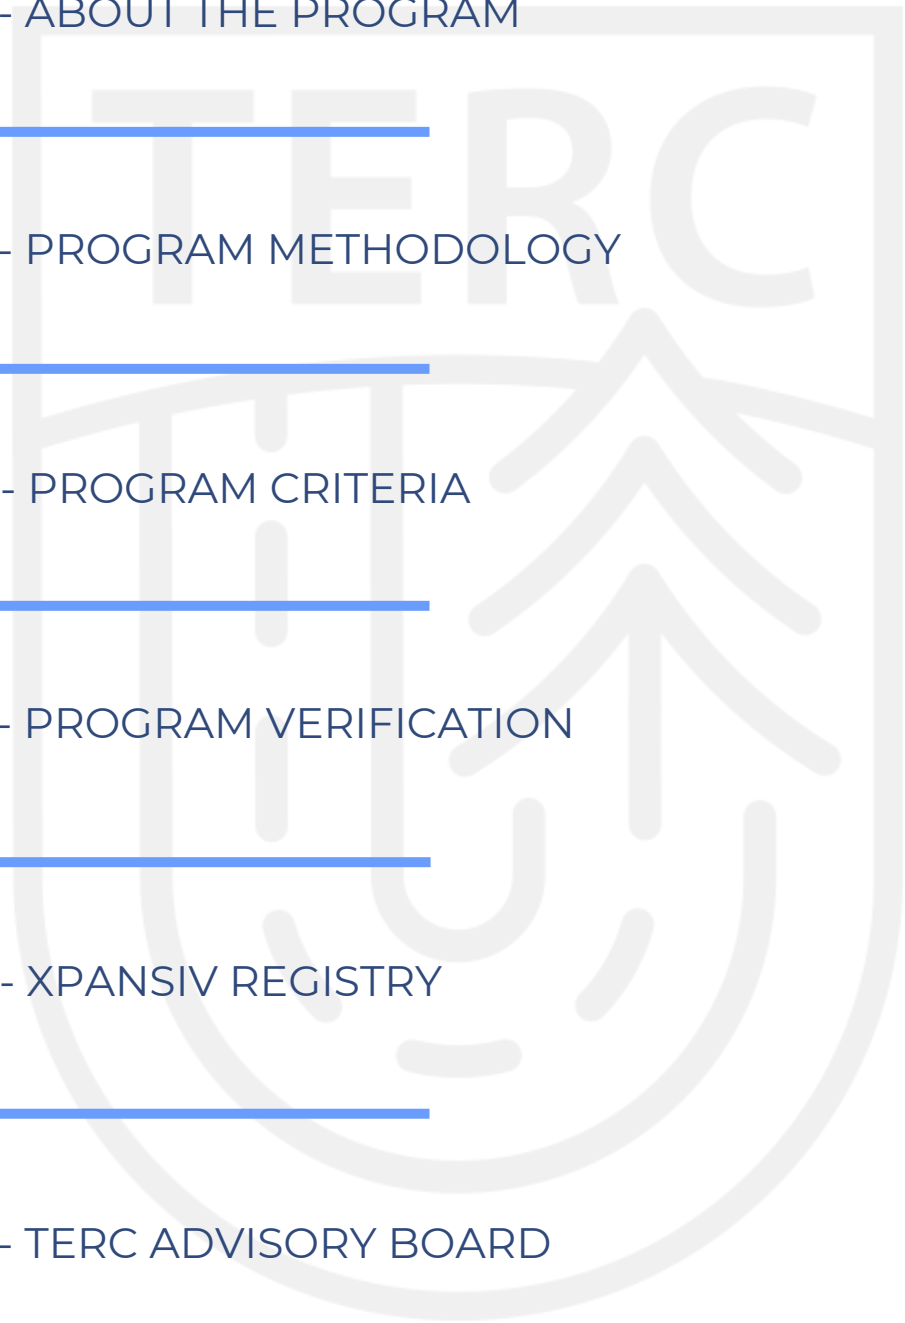 - ABOUT THE PROGRAM
TERC
- PROGRAM METHODOLOGY
- PROGRAM CRITERIA
- PROGRAM VERIFICATION
- XPANSIV REGISTRY
- TERC ADVISORY BOARD